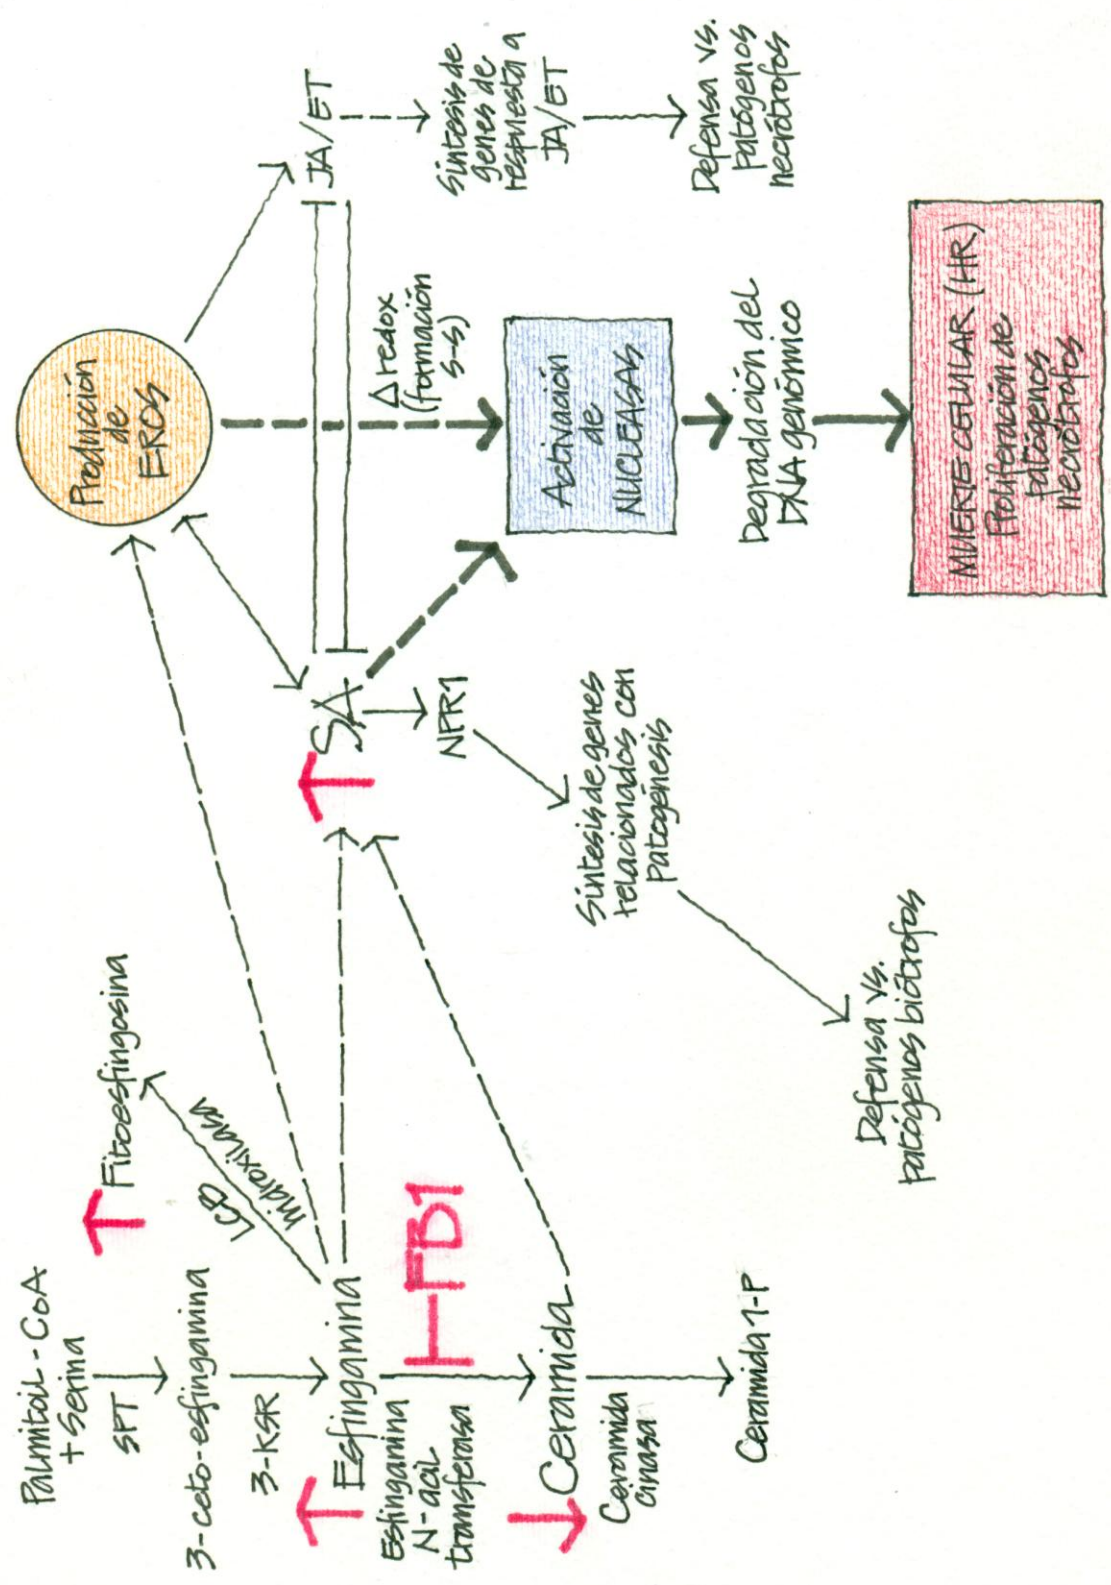 Palmitoil-CoA
+ Serina
SPT
3-ceto-esfingamina
3-KSR
Esfingamina
Esfingamina
N-acil
transferasa
Ceramida
Ceramida
cinasa
Ceramida 1-P
Fitoesfingosina
LCB
hidroxilasa
FB1
SA
NPR1
Síntesis de genes
relacionados con
patogénesis
Defensa vs.
patógenos biótrofos
Producción
de
EROS
Δ redox
(formación
S-S)
Activación
de
NUCLEASAS
Degradación del
DNA genómico
MUERTE CELULAR (HR)
Proliferación de
patógenos
necrótrofos
JA/ET
Síntesis de
genes de
respuesta a
JA/ET
Defensa vs.
patógenos
necrótrofos